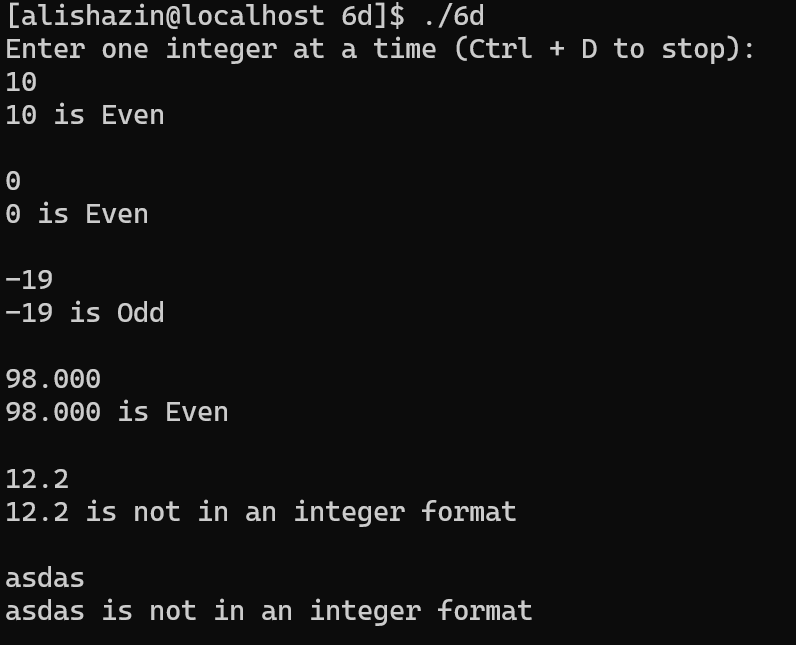 [alishazin@localhost 6d]$ ./6d
Enter one integer at a time (Ctrl + D to stop):
10
10 is Even
0
0 is Even
-19
-19 is Odd
98.000
98.000 is Even
12.2
12.2 is not in an integer format
asdas
asdas is not in an integer format